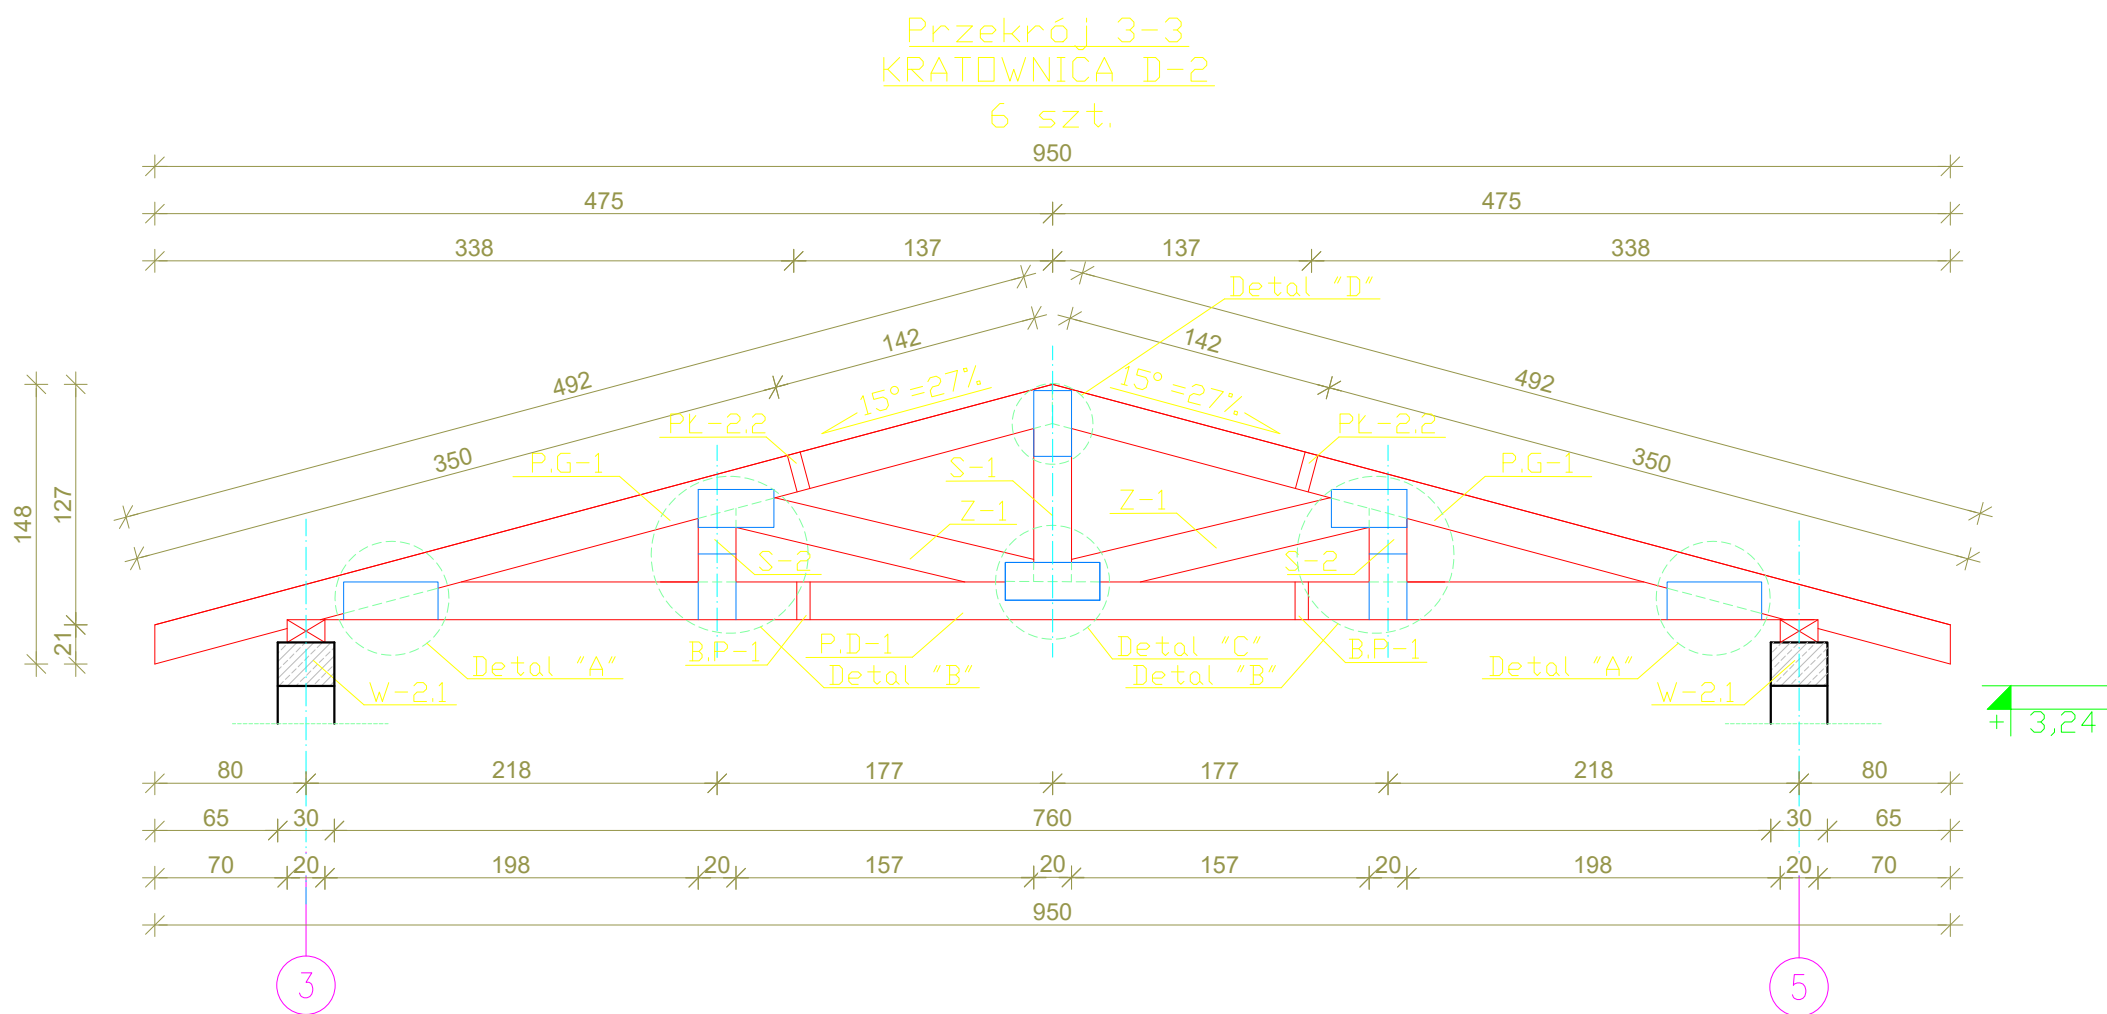 Przekrój 3-3
KRATOWNICA D-2
6 szt.
950
475 475
338 137 137 338
Detal "D"
142 142
492 15°=27% 15°=27% 492
PŁ-2.2 PŁ-2.2
350 P.G-1 S-1 P.G-1 350
148 127 Z-1 Z-1
S-2 S-2
21 B.P-1 P.D-1 Detal "C" B.P-1
Detal "A" Detal "B" Detal "B" Detal "A"
W-2.1 W-2.1
+ 3,24
80 218 177 177 218 80
65 30 760 30 65
70 20 198 20 157 20 157 20 198 20 70
950
3 5